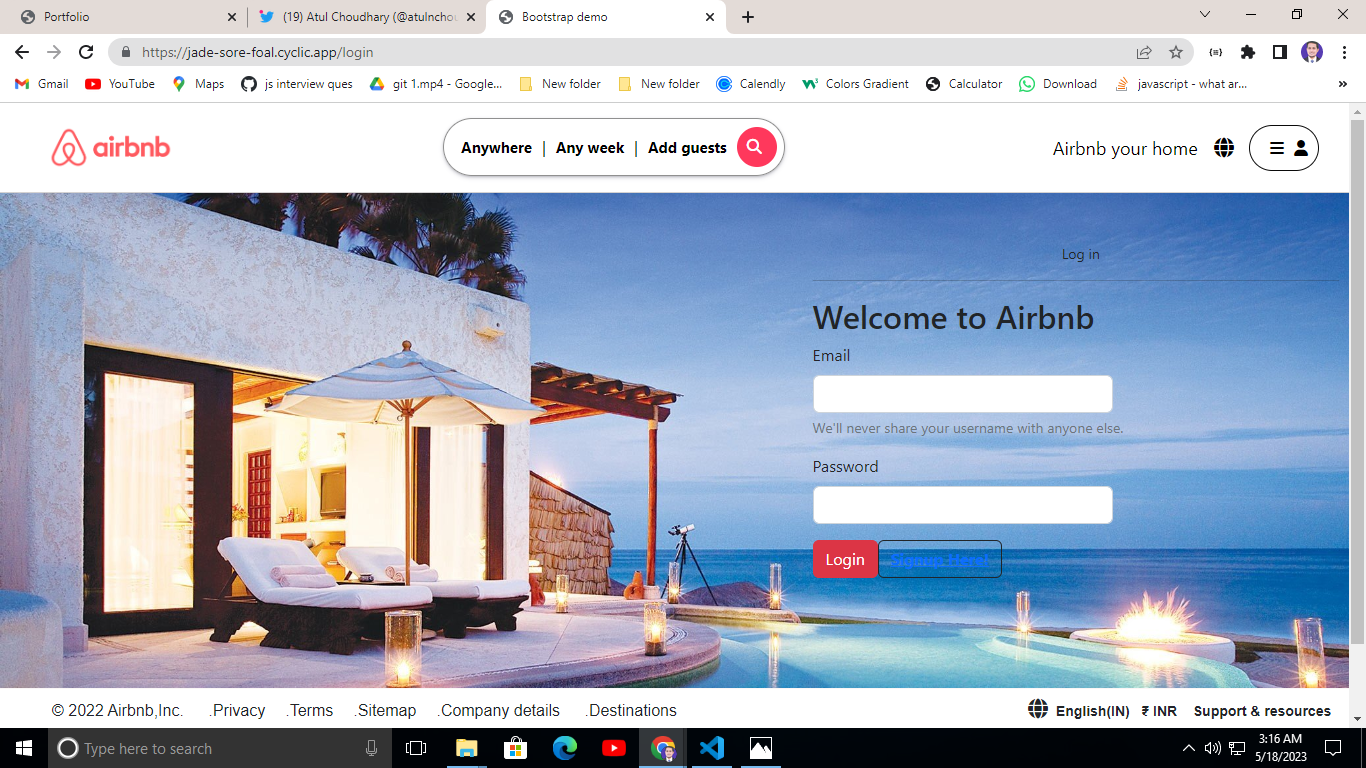 Portfolio
(19) Atul Choudhary (@atulnchou
Bootstrap demo
https://jade-sore-foal.cyclic.app/login
Gmail
YouTube
Maps
js interview ques
git 1.mp4 - Google...
New folder
New folder
Calendly
Colors Gradient
Calculator
Download
javascript - what ar...
airbnb
Anywhere | Any week | Add guests
Airbnb your home
Log in
Welcome to Airbnb
Email
We'll never share your username with anyone else.
Password
Login
Signup Here!
© 2022 Airbnb,Inc. .Privacy .Terms .Sitemap .Company details .Destinations
English(IN) ₹ INR Support & resources
Type here to search
3:16 AM
5/18/2023